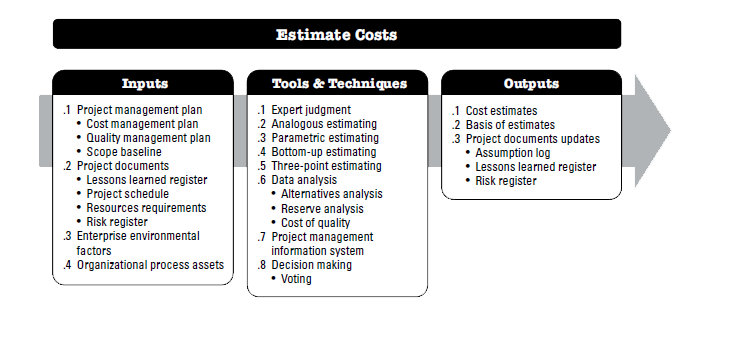 Estimate Costs
Inputs
.1 Project management plan
• Cost management plan
• Quality management plan
• Scope baseline
.2 Project documents
• Lessons learned register
• Project schedule
• Resources requirements
• Risk register
.3 Enterprise environmental
factors
.4 Organizational process assets
Tools & Techniques
.1 Expert judgment
.2 Analogous estimating
.3 Parametric estimating
.4 Bottom-up estimating
.5 Three-point estimating
.6 Data analysis
• Alternatives analysis
• Reserve analysis
• Cost of quality
.7 Project management
information system
.8 Decision making
• Voting
Outputs
.1 Cost estimates
.2 Basis of estimates
.3 Project documents updates
• Assumption log
• Lessons learned register
• Risk register